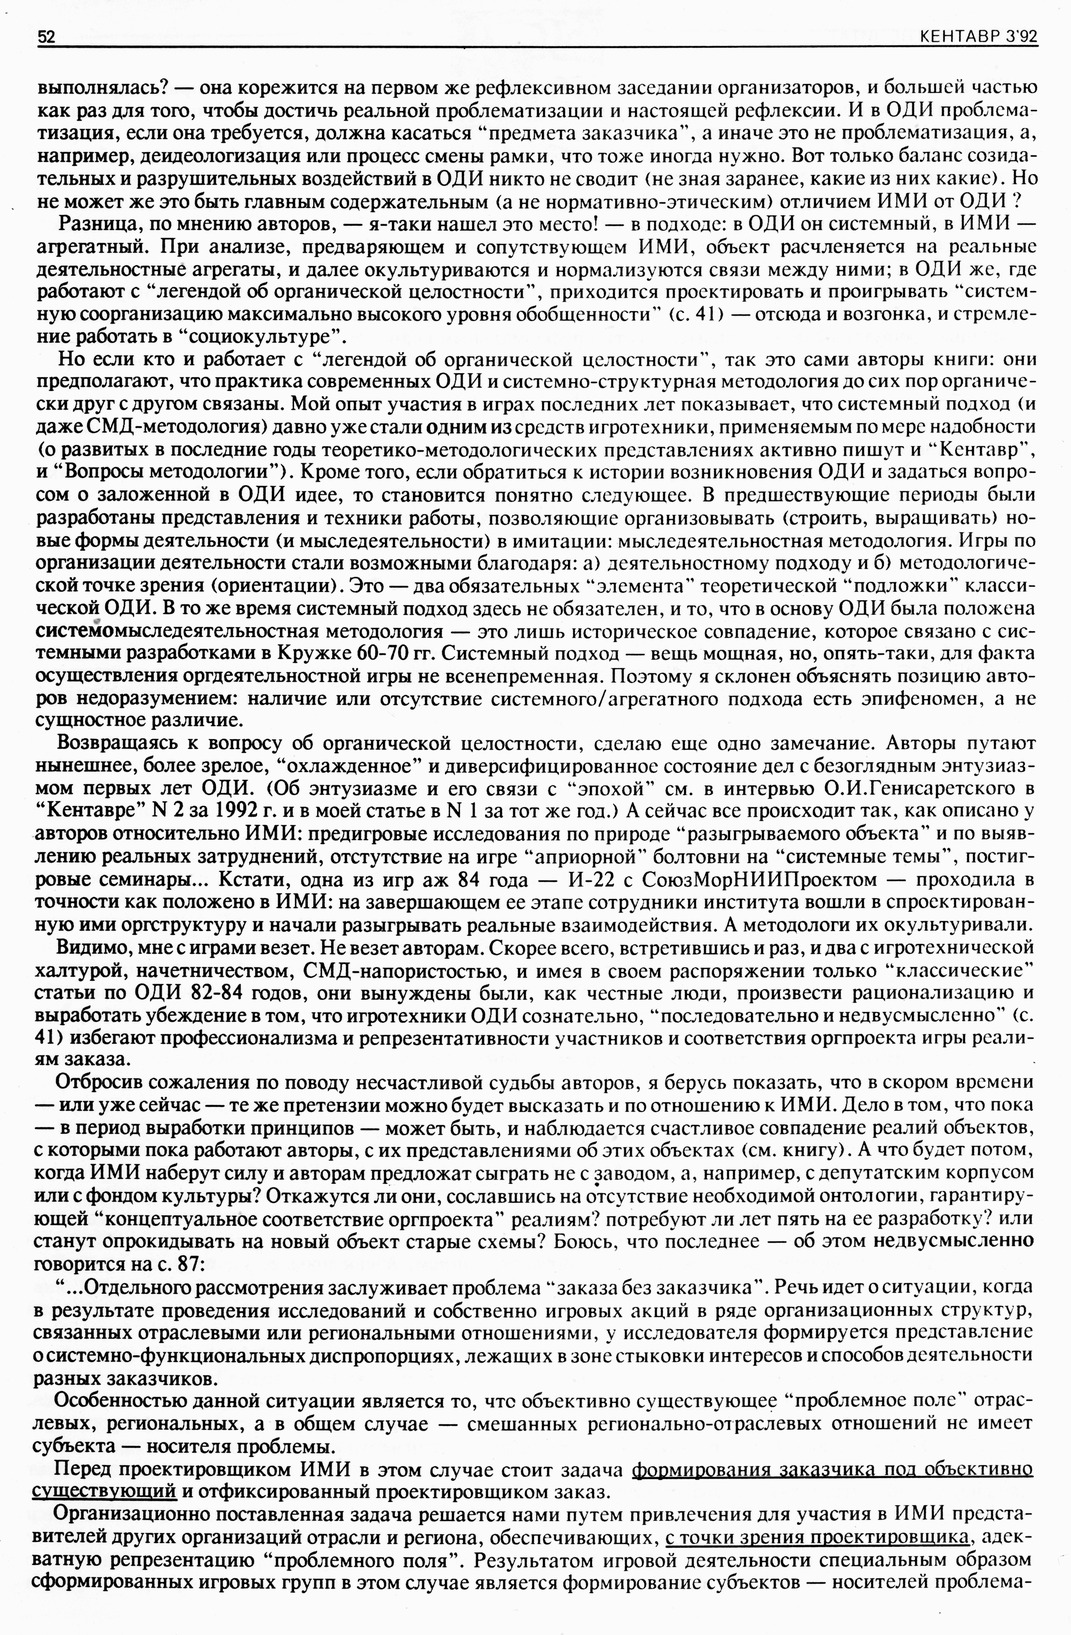 52
КЕНТАВР 3'92
выполнялась? — она корежится на первом же рефлексивном заседании организаторов, и большей частью
как раз для того, чтобы достичь реальной проблематизации и настоящей рефлексии. И в ОДИ проблема-
тизация, если она требуется, должна касаться “предмета заказчика”, а иначе это не проблематизация, а,
например, деидеологизация или процесс смены рамки, что тоже иногда нужно. Вот только баланс созида-
тельных и разрушительных воздействий в ОДИ никто не сводит (не зная заранее, какие из них какие). Но
не может же это быть главным содержательным (а не нормативно-этическим) отличием ИМИ от ОДИ ?
Разница, по мнению авторов, — я-таки нашел это место! — в подходе: в ОДИ он системный, в ИМИ —
агрегатный. При анализе, предваряющем и сопутствующем ИМИ, объект расчленяется на реальные
деятельностные агрегаты, и далее окультуриваются и нормализуются связи между ними; в ОДИ же, где
работают с “легендой об органической целостности”, приходится проектировать и проигрывать “систем-
ную соорганизацию максимально высокого уровня обобщенности” (с. 41) — отсюда и возгонка, и стремле-
ние работать в “социокультуре”.
Но если кто и работает с “легендой об органической целостности”, так это сами авторы книги: они
предполагают, что практика современных ОДИ и системно-структурная методология до сих пор органиче-
ски друг с другом связаны. Мой опыт участия в играх последних лет показывает, что системный подход (и
даже СМД-методология) давно уже стали одним из средств игротехники, применяемым по мере надобности
(о развитых в последние годы теоретико-методологических представлениях активно пишут и “Кентавр”,
и “Вопросы методологии”). Кроме того, если обратиться к истории возникновения ОДИ и задаться вопро-
сом о заложенной в ОДИ идее, то становится понятно следующее. В предшествующие периоды были
разработаны представления и техники работы, позволяющие организовывать (строить, выращивать) но-
вые формы деятельности (и мыследеятельности) в имитации: мыследеятельностная методология. Игры по
организации деятельности стали возможными благодаря: а) деятельностному подходу и б) методологиче-
ской точке зрения (ориентации). Это — два обязательных “элемента” теоретической “подложки” класси-
ческой ОДИ. В то же время системный подход здесь не обязателен, и то, что в основу ОДИ была положена
системомыследеятельностная методология — это лишь историческое совпадение, которое связано с сис-
темными разработками в Кружке 60-70 гг. Системный подход — вещь мощная, но, опять-таки, для факта
осуществления оргдеятельностной игры не всенепременная. Поэтому я склонен объяснять позицию авто-
ров недоразумением: наличие или отсутствие системного/агрегатного подхода есть эпифеномен, а не
сущностное различие.
Возвращаясь к вопросу об органической целостности, сделаю еще одно замечание. Авторы путают
нынешнее, более зрелое, “охлажденное” и диверсифицированное состояние дел с безоглядным энтузиаз-
мом первых лет ОДИ. (Об энтузиазме и его связи с “эпохой” см. в интервью О.И.Генисаретского в
“Кентавре” N 2 за 1992 г. и в моей статье в N 1 за тот же год.) А сейчас все происходит так, как описано у
авторов относительно ИМИ: предигровые исследования по природе “разыгрываемого объекта” и по выяв-
лению реальных затруднений, отсутствие на игре “априорной” болтовни на “системные темы”, постиг-
ровые семинары... Кстати, одна из игр аж 84 года — И-22 с СоюзМорНИИПроектом — проходила в
точности как положено в ИМИ: на завершающем ее этапе сотрудники института вошли в спроектирован-
ную ими оргструктуру и начали разыгрывать реальные взаимодействия. А методологи их окультуривали.
Видимо, мне с играми везет. Не везет авторам. Скорее всего, встретившись и раз, и два с игротехнической
халтурой, начетничеством, СМД-напористостью, и имея в своем распоряжении только “классические”
статьи по ОДИ 82-84 годов, они вынуждены были, как честные люди, произвести рационализацию и
выработать убеждение в том, что игротехники ОДИ сознательно, “последовательно и недвусмысленно” (с.
41) избегают профессионализма и репрезентативности участников и соответствия оргпроекта игры реали-
ям заказа.
Отбросив сожаления по поводу несчастливой судьбы авторов, я берусь показать, что в скором времени
— или уже сейчас — те же претензии можно будет высказать и по отношению к ИМИ. Дело в том, что пока
— в период выработки принципов — может быть, и наблюдается счастливое совпадение реалий объектов,
с которыми пока работают авторы, с их представлениями об этих объектах (см. книгу). А что будет потом,
когда ИМИ наберут силу и авторам предложат сыграть не с заводом, а, например, с депутатским корпусом
или с фондом культуры? Откажутся ли они, сославшись на отсутствие необходимой онтологии, гарантиру-
ющей “концептуальное соответствие оргпроекта” реалиям? потребуют ли лет пять на ее разработку? или
станут опрокидывать на новый объект старые схемы? Боюсь, что последнее — об этом недвусмысленно
говорится на с. 87:
“...Отдельного рассмотрения заслуживает проблема “заказа без заказчика”. Речь идет о ситуации, когда
в результате проведения исследований и собственно игровых акций в ряде организационных структур,
связанных отраслевыми или региональными отношениями, у исследователя формируется представление
о системно-функциональных диспропорциях, лежащих в зоне стыковки интересов и способов деятельности
разных заказчиков.
Особенностью данной ситуации является то, что объективно существующее “проблемное поле” отрас-
левых, региональных, а в общем случае — смешанных регионально-отраслевых отношений не имеет
субъекта — носителя проблемы.
Перед проектировщиком ИМИ в этом случае стоит задача формирования заказчика под объективно
существующий и отфиксированный проектировщиком заказ.
Организационно поставленная задача решается нами путем привлечения для участия в ИМИ предста-
вителей других организаций отрасли и региона, обеспечивающих, с точки зрения проектировщика, адек-
ватную репрезентацию “проблемного поля”. Результатом игровой деятельности специальным образом
сформированных игровых групп в этом случае является формирование субъектов — носителей проблема-